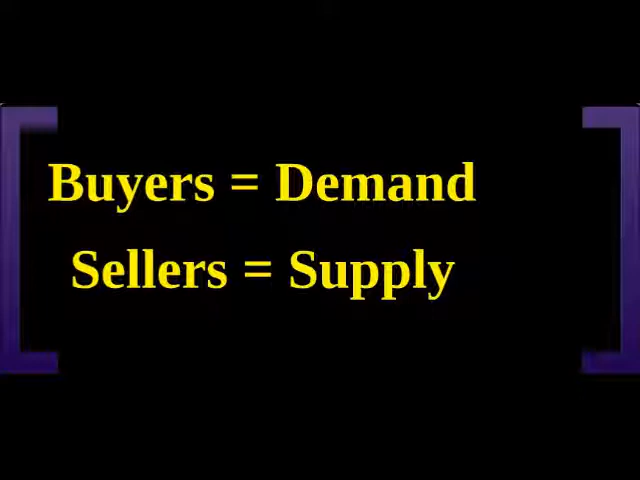 Buyers = Demand
Sellers = Supply